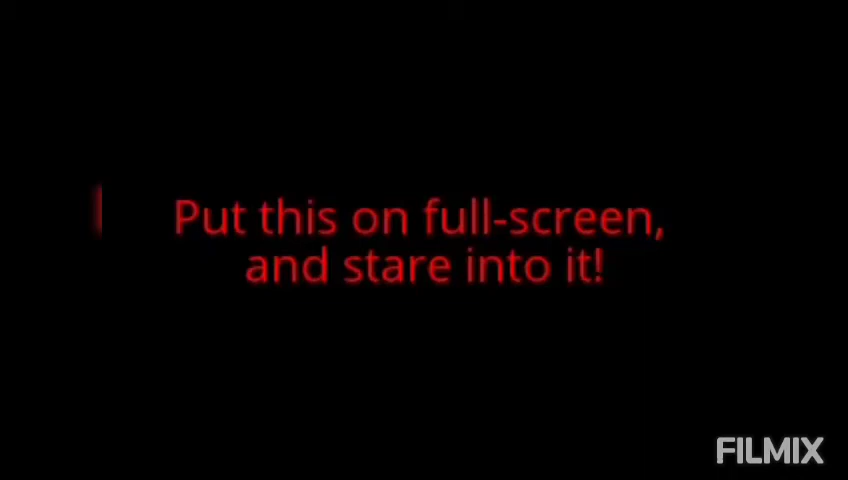 Put this on full-screen,
and stare into it!
FILMIX